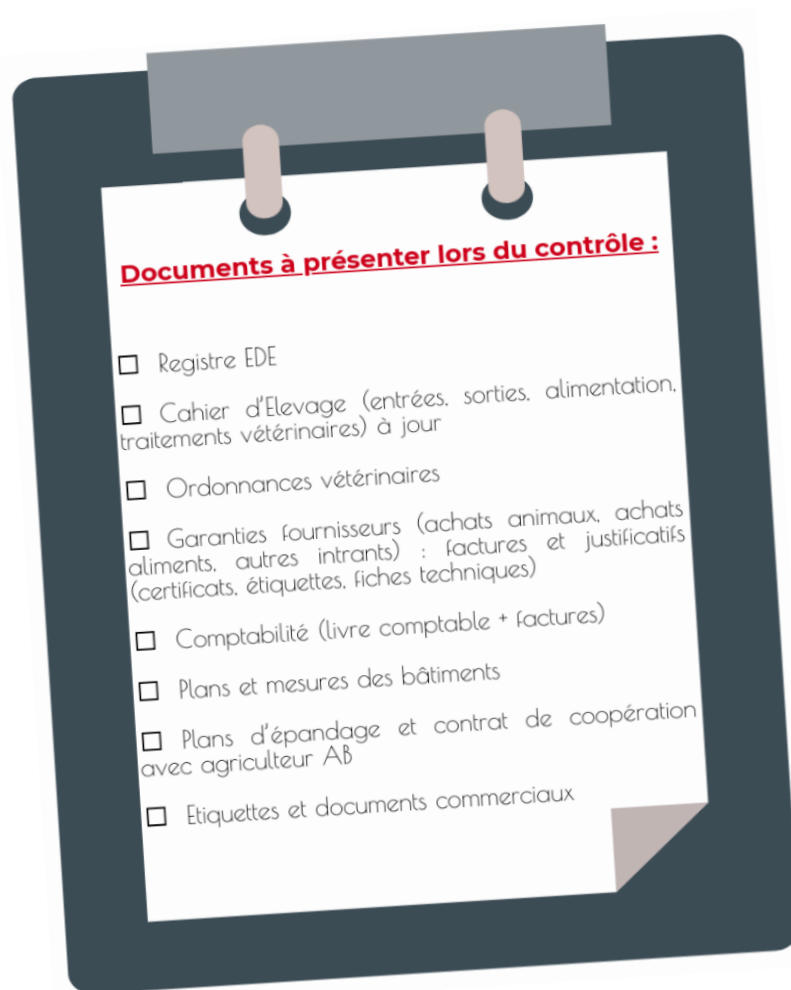 Documents à présenter lors du contrôle :
☐ Registre EDE
☐ Cahier d'Elevage (entrées, sorties, alimentation,
traitements vétérinaires) à jour
☐ Ordonnances vétérinaires
☐ Garanties fournisseurs (achats animaux, achats
aliments, autres intrants) : factures et justificatifs
(certificats, étiquettes, fiches techniques)
☐ Comptabilité (livre comptable + factures)
☐ Plans et mesures des bâtiments
☐ Plans d'épandage et contrat de coopération
avec agriculteur AB
☐ Etiquettes et documents commerciaux